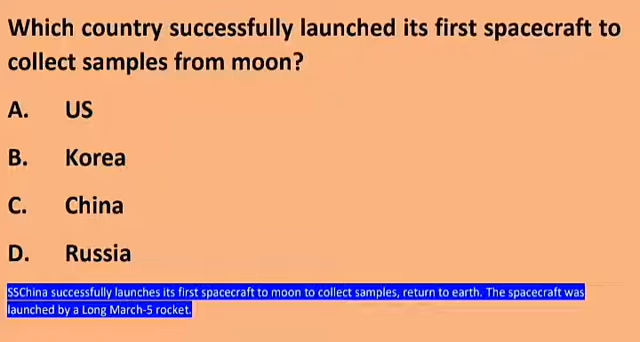 Which country successfully launched its first spacecraft to
collect samples from moon?
A. US
B. Korea
C. China
D. Russia
SSChina successfully launches its first spacecraft to moon to collect samples, return to earth. The spacecraft was
launched by a Long March-5 rocket.